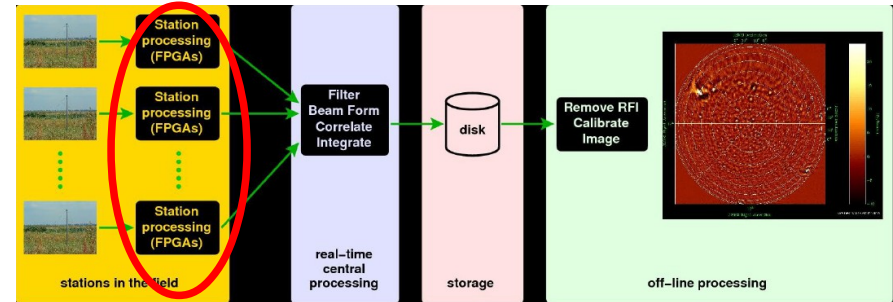 Station
processing
(FPGAs)
Station
processing
(FPGAs)
Station
processing
(FPGAs)
stations in the field
Filter
Beam Form
Correlate
Integrate
real-time
central
processing
disk
storage
Remove RFI
Calibrate
Image
off-line processing